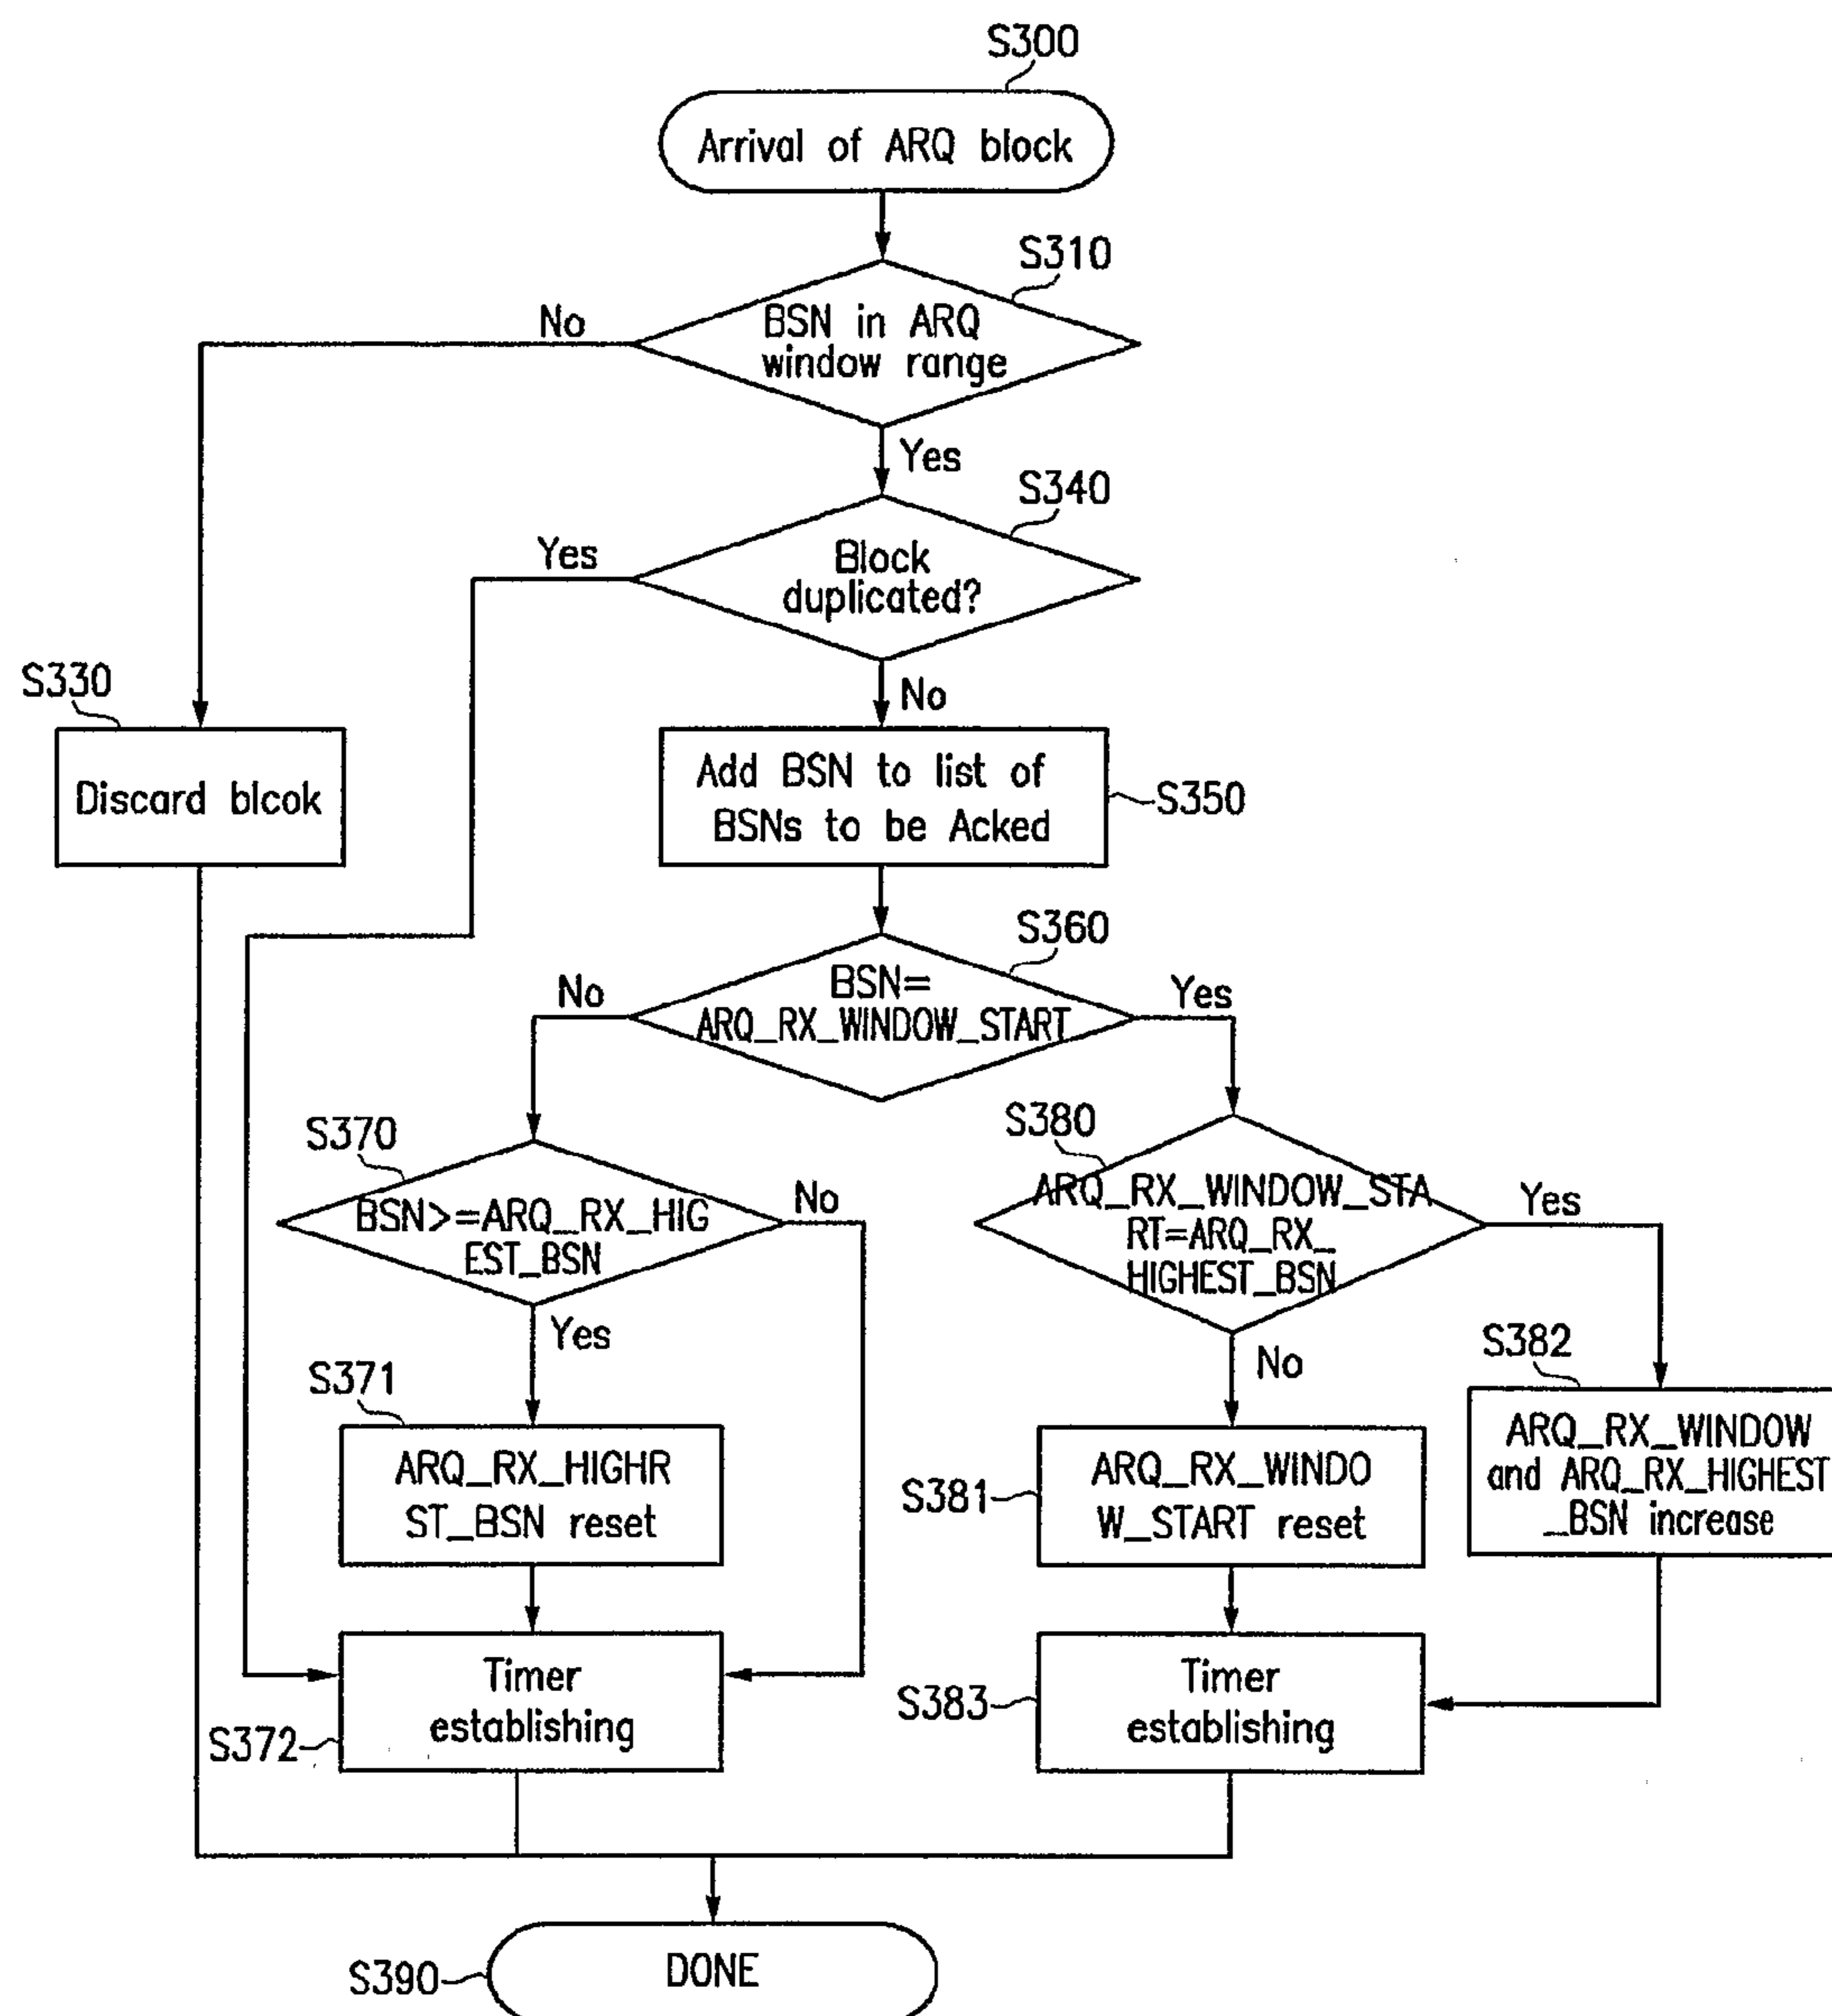 S300
Arrival of ARQ block
S310
BSN in ARQ
window range
No
Yes
S340
Block
duplicated?
Yes
No
S330
Discard blcok
Add BSN to list of
BSNs to be Acked
S350
S360
BSN=
ARQ_RX_WINDOW_START
No
Yes
S370
BSN>=ARQ_RX_HIG
EST_BSN
No
Yes
S380
ARQ_RX_WINDOW_STA
RT=ARQ_RX_
HIGHEST_BSN
Yes
No
S371
ARQ_RX_HIGHR
ST_BSN reset
S381
ARQ_RX_WINDO
W_START reset
S382
ARQ_RX_WINDOW
and ARQ_RX_HIGHEST
_BSN increase
Timer
establishing
S372
Timer
establishing
S383
DONE
S390